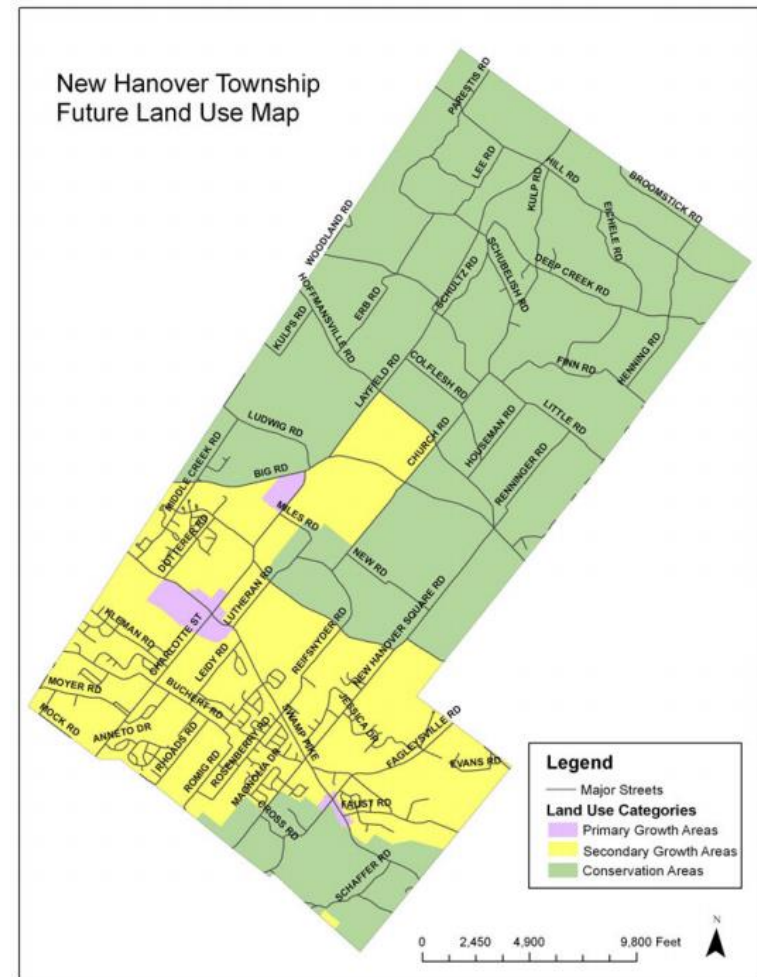 New Hanover Township
Future Land Use Map
PARESTIS RD
LEE RD
HILL RD
KULP RD
BROOMSTICK RD
EICHELE RD
WOODLAND RD
SCHUBELISH RD
DEEP CREEK RD
SCHULTZ RD
HOFFMANSVILLE RD
ERB RD
KULPS RD
COLFLESH RD
FINN RD
HENNING RD
LAYFIELD RD
LITTLE RD
LUDWIG RD
CHURCH RD
HOUSEMAN RD
RENNINGER RD
MIDDLE CREEK RD
BIG RD
MILES RD
DOTTERER RD
NEW RD
LUTHERAN RD
NEW HANOVER SQUARE RD
KLEMAN RD
CHARLOTTE ST
REIFSNYDER RD
LEIDY RD
MOYER RD
BUCHERT RD
SWAMP PIKE
JESSICA DR
MOCK RD
ANNETO DR
RHOADS RD
ROSENBERRY RD
FAGLEYSVILLE RD
ROMIG RD
MAGNOLIA DR
EVANS RD
CROSS RD
FAUST RD
SCHAFFER RD
Legend
Major Streets
Land Use Categories
Primary Growth Areas
Secondary Growth Areas
Conservation Areas
N
0 2,450 4,900 9,800 Feet